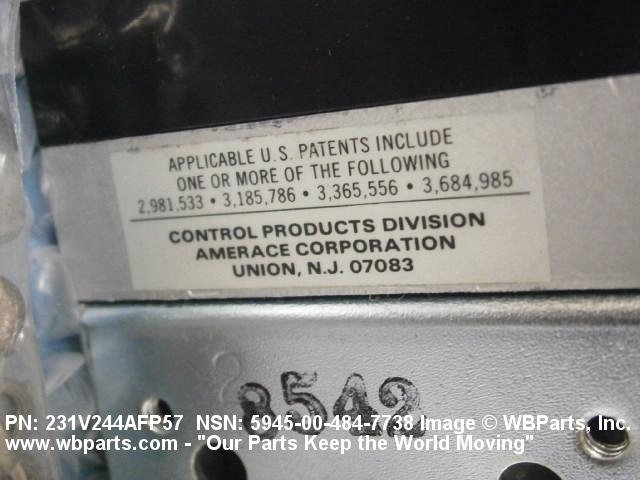 APPLICABLE U.S. PATENTS INCLUDE
ONE OR MORE OF THE FOLLOWING
2,981,533 • 3,185,786 • 3,365,556 • 3,684,985
CONTROL PRODUCTS DIVISION
AMERACE CORPORATION
UNION, N.J. 07083
8542
PN: 231V244AFP57 NSN: 5945-00-484-7738 Image © WBParts, Inc.
www.wbparts.com - "Our Parts Keep the World Moving"